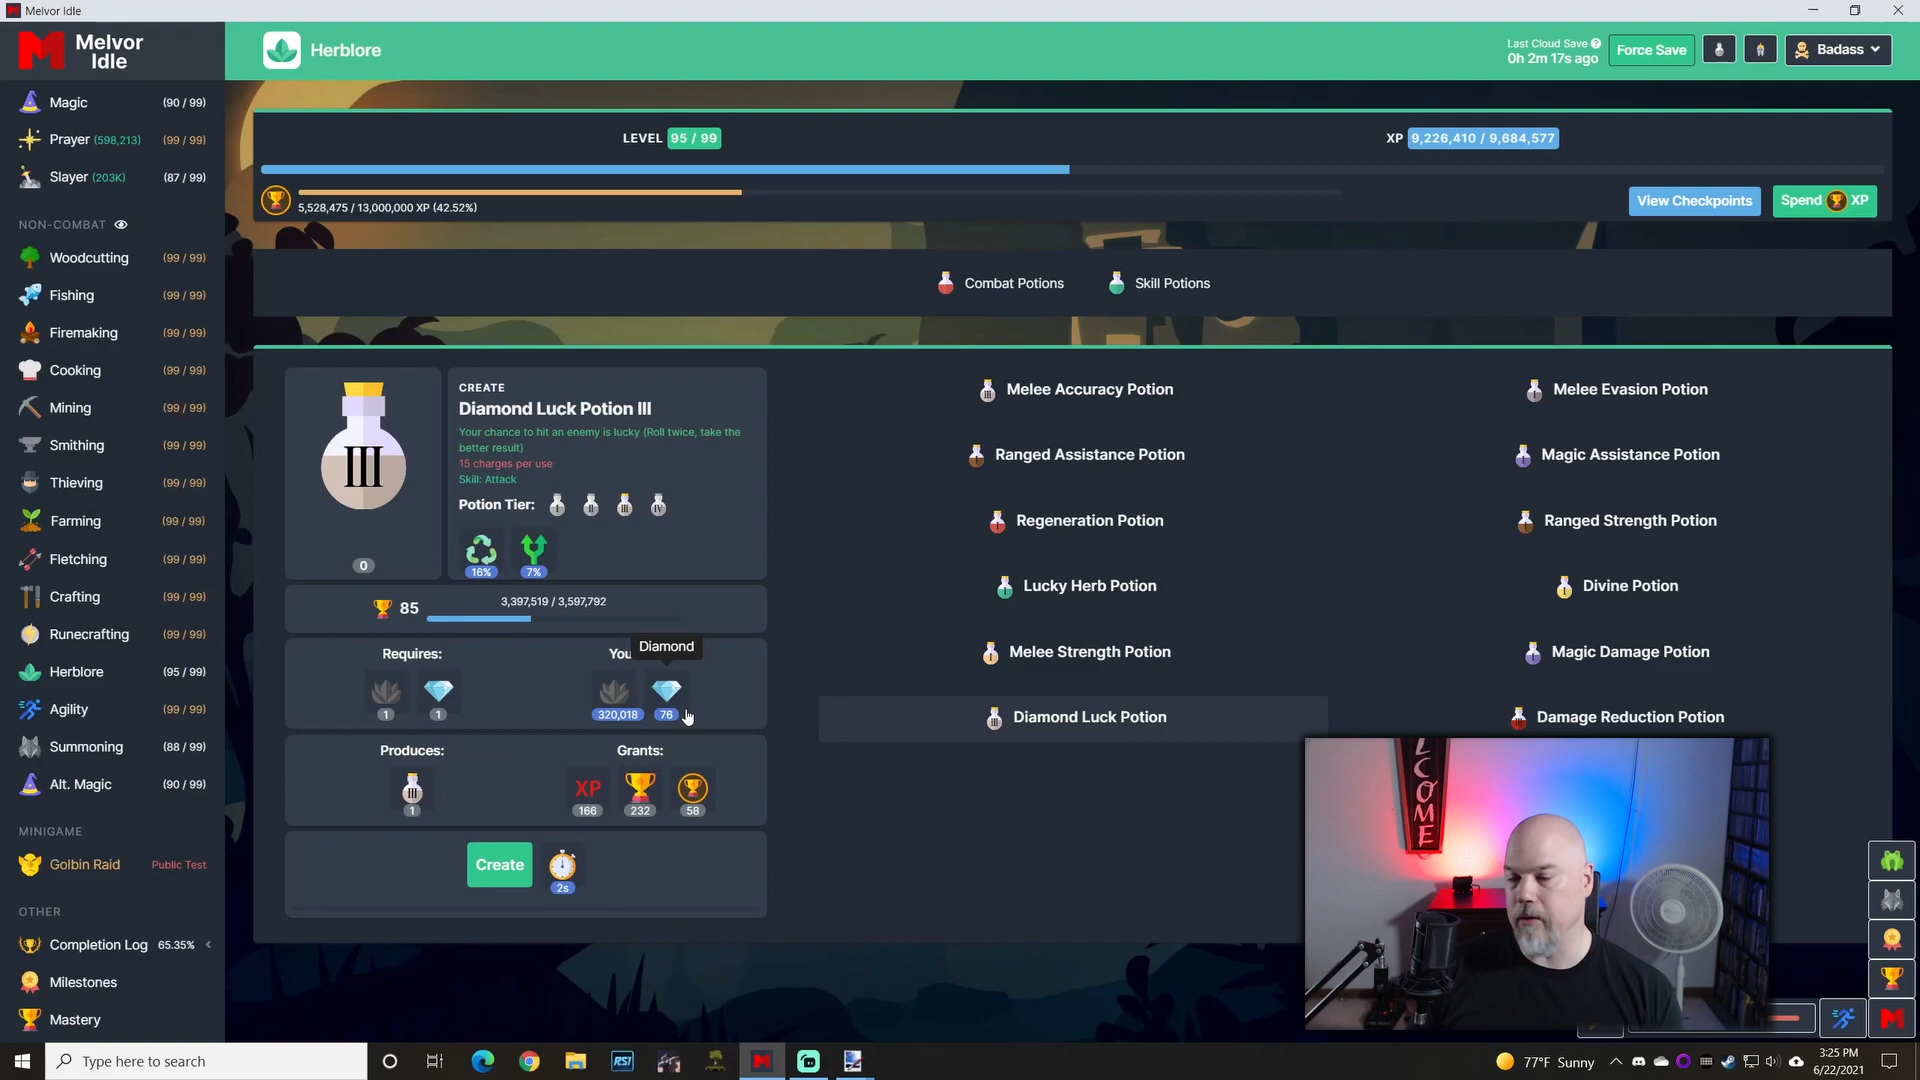 Melvor Idle
Melvor
Idle
Herblore
Last Cloud Save
0h 2m 17s ago
Force Save
Badass
Magic (90 / 99)
Prayer (598,213) (99 / 99)
Slayer (203K) (87 / 99)
NON-COMBAT
Woodcutting (99 / 99)
Fishing (99 / 99)
Firemaking (99 / 99)
Cooking (99 / 99)
Mining (99 / 99)
Smithing (99 / 99)
Thieving (99 / 99)
Farming (99 / 99)
Fletching (99 / 99)
Crafting (99 / 99)
Runecrafting (99 / 99)
Herblore (95 / 99)
Agility (99 / 99)
Summoning (88 / 99)
Alt. Magic (90 / 99)
MINIGAME
Golbin Raid Public Test
OTHER
Completion Log 65.35%
Milestones
Mastery
LEVEL 95 / 99
XP 9,226,410 / 9,684,577
5,528,475 / 13,000,000 XP (42.52%)
View Checkpoints
Spend XP
Combat Potions
Skill Potions
III
0
CREATE
Diamond Luck Potion III
Your chance to hit an enemy is lucky (Roll twice, take the
better result)
15 charges per use
Skill: Attack
Potion Tier: I II III IV
16% 7%
85
3,397,519 / 3,597,792
Diamond
Requires: You
1 1 320,018 76
Produces: Grants:
III XP
1 166 232 58
Create
2s
Melee Accuracy Potion
Melee Evasion Potion
Ranged Assistance Potion
Magic Assistance Potion
Regeneration Potion
Ranged Strength Potion
Lucky Herb Potion
Divine Potion
Melee Strength Potion
Magic Damage Potion
Diamond Luck Potion
Damage Reduction Potion
LCOME
Type here to search
RSI
77°F Sunny
3:25 PM
6/22/2021